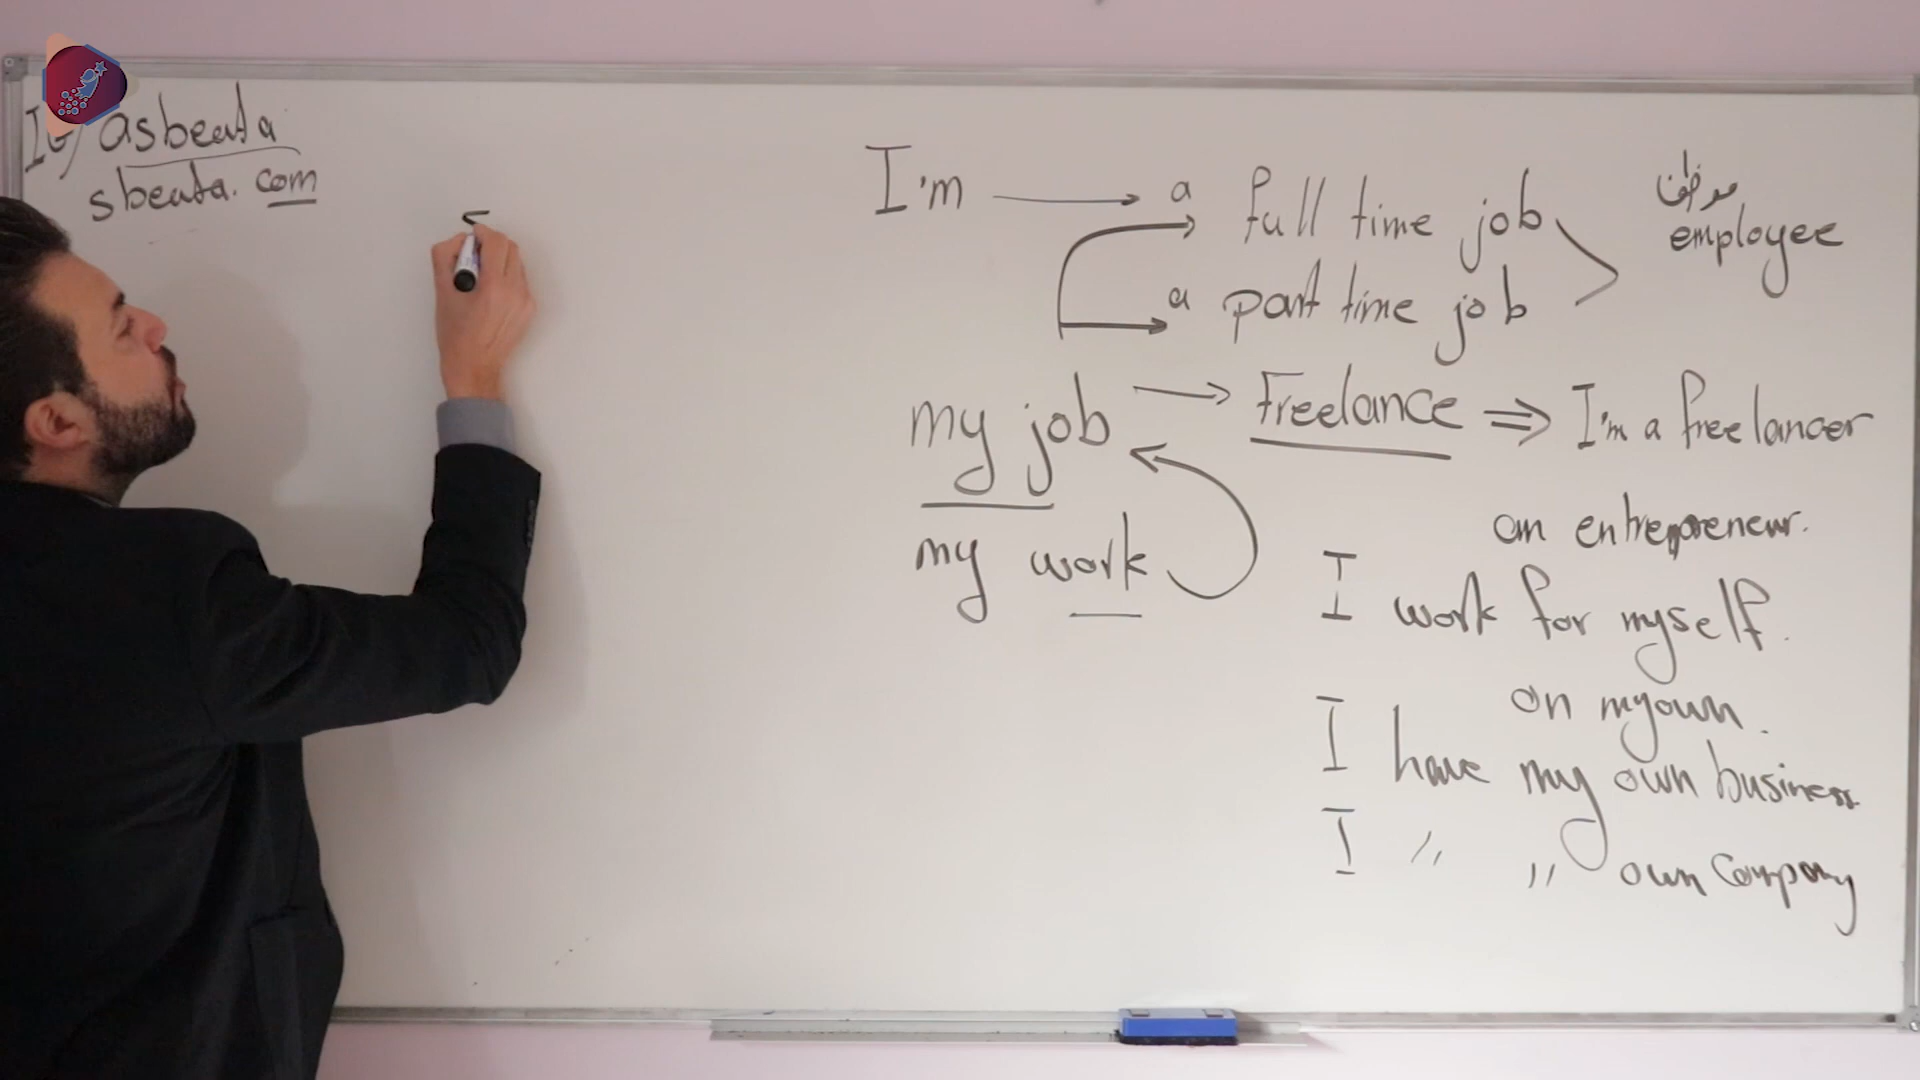 IG/ asbeata
sbeata.com
I'm → a full time job
a part time job
موظف
employee
my job → Freelance ⇒ I'm a freelancer
my work
an entrepreneur.
I work for myself.
on my own.
I have my own business
I " " own Company